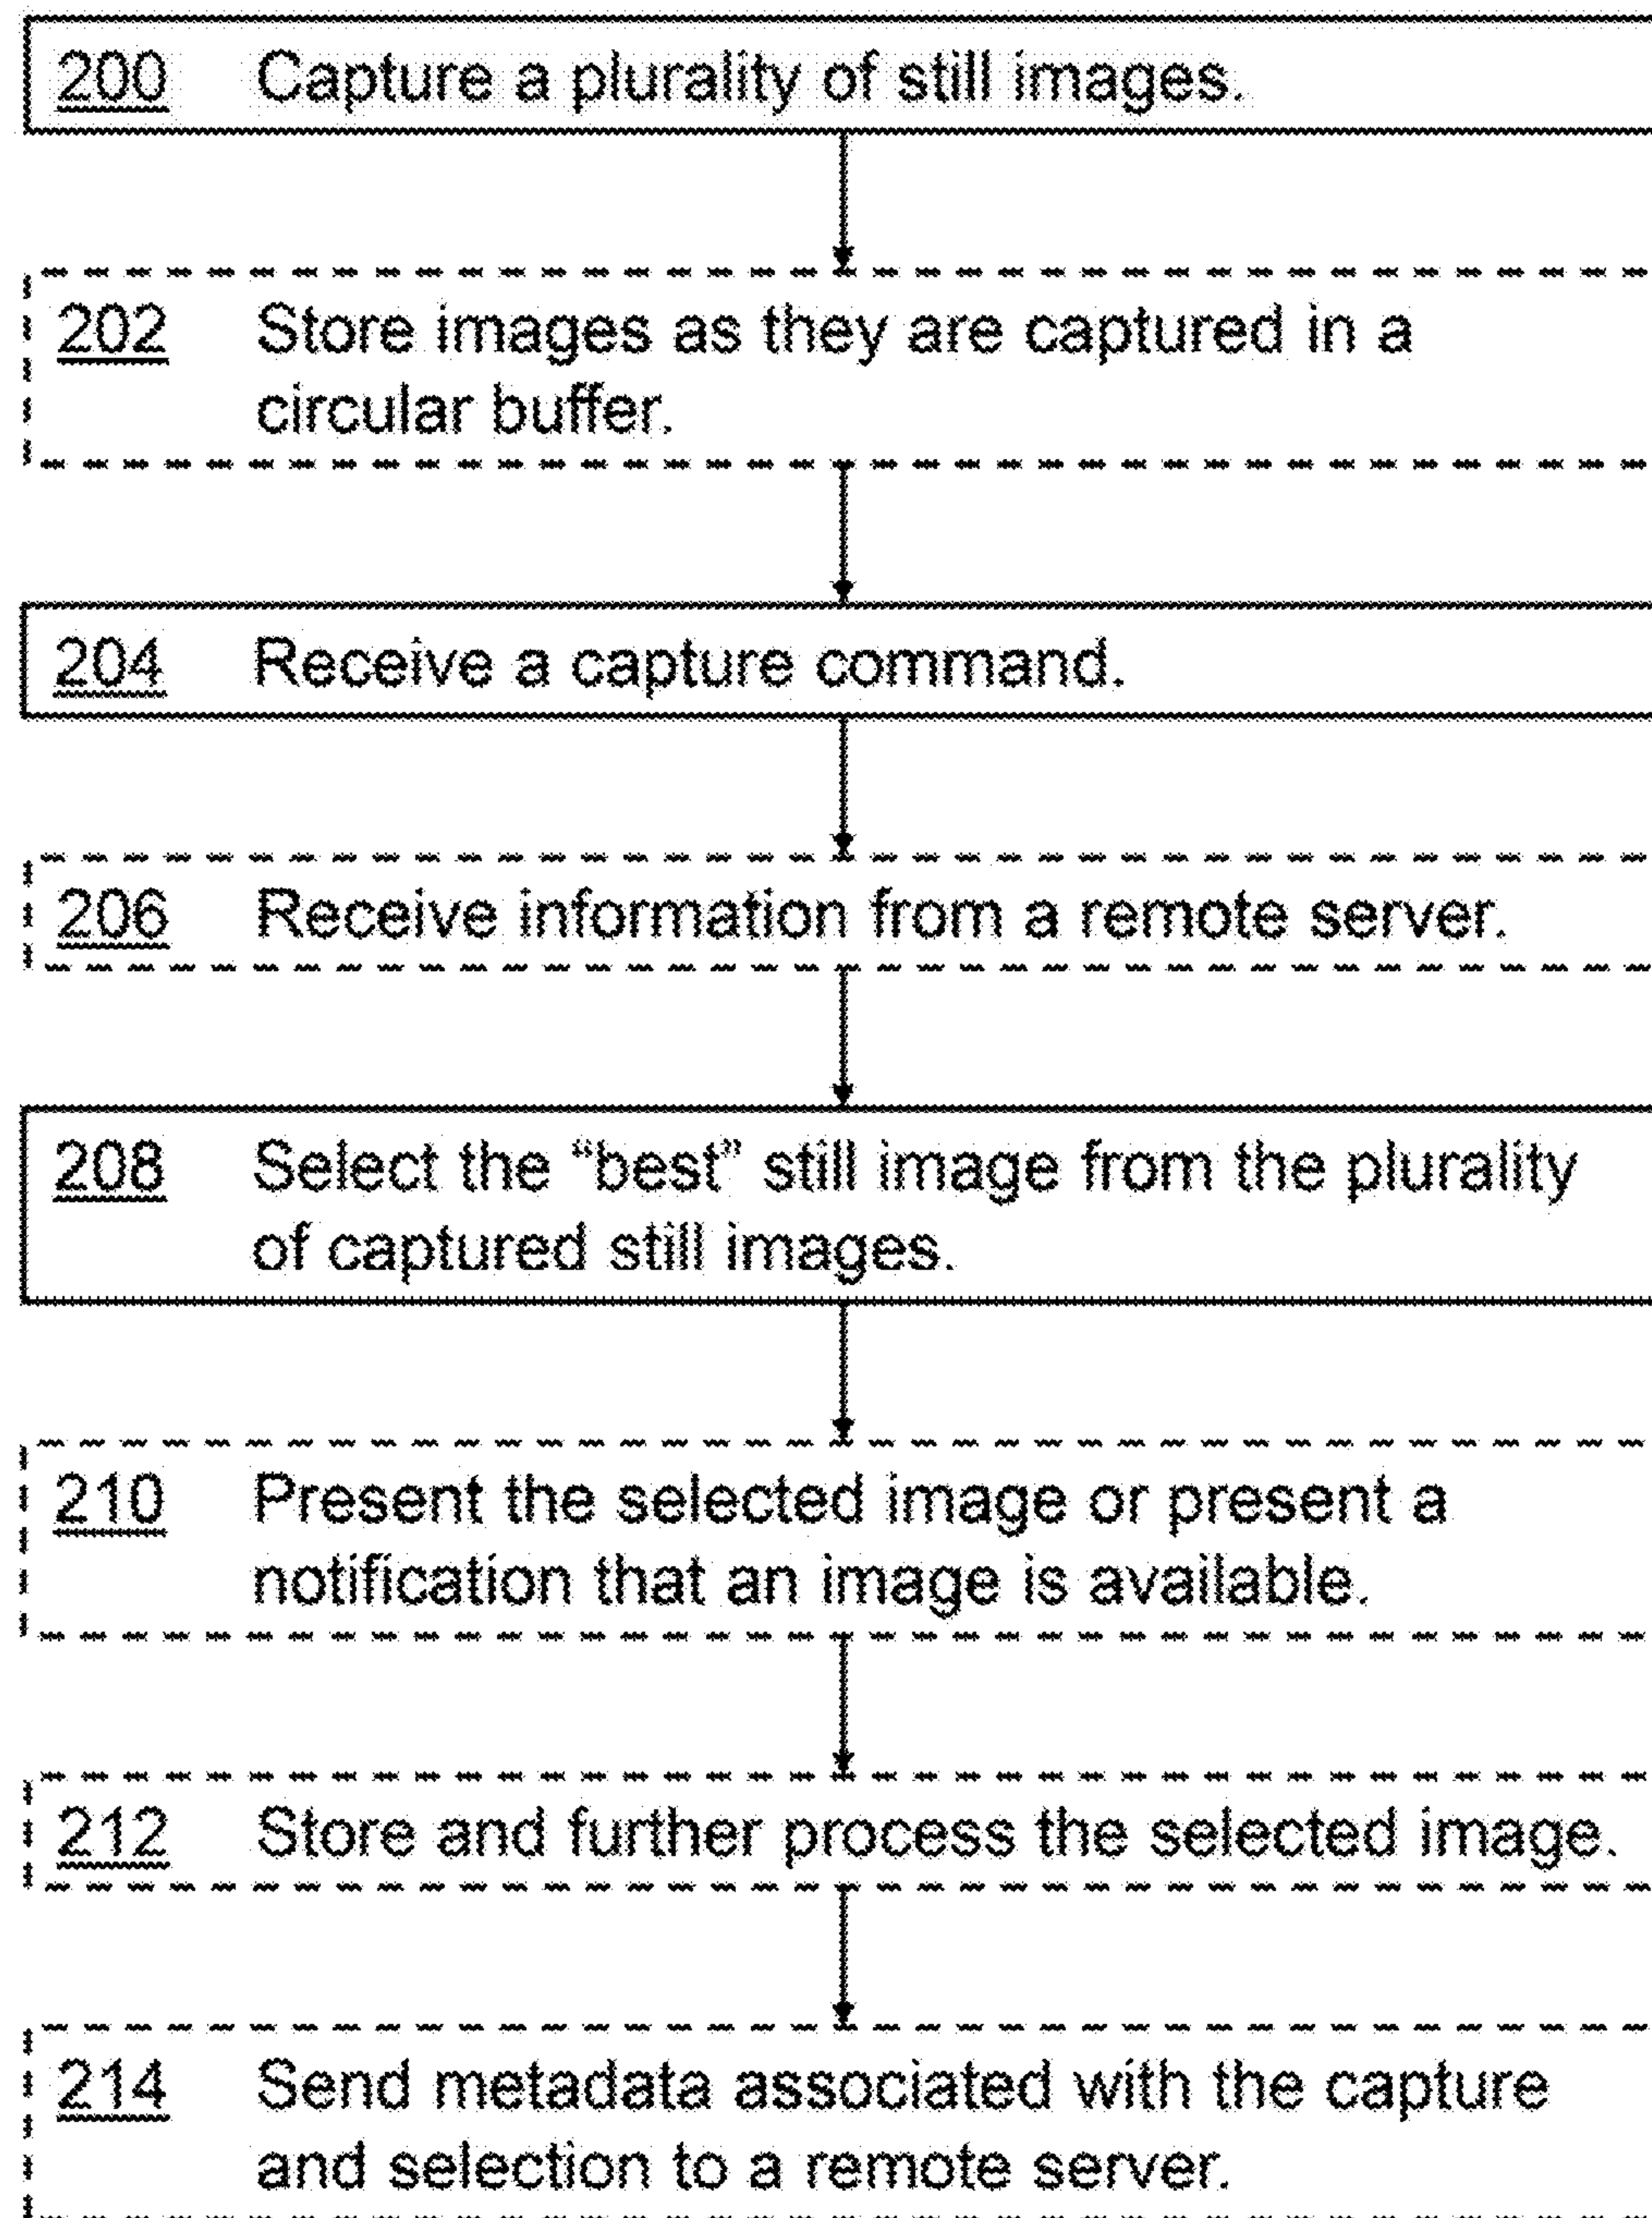 200 Capture a plurality of still images.
202 Store images as they are captured in a
circular buffer.
204 Receive a capture command.
206 Receive information from a remote server.
208 Select the “best” still image from the plurality
of captured still images.
210 Present the selected image or present a
notification that an image is available.
212 Store and further process the selected image.
214 Send metadata associated with the capture
and selection to a remote server.